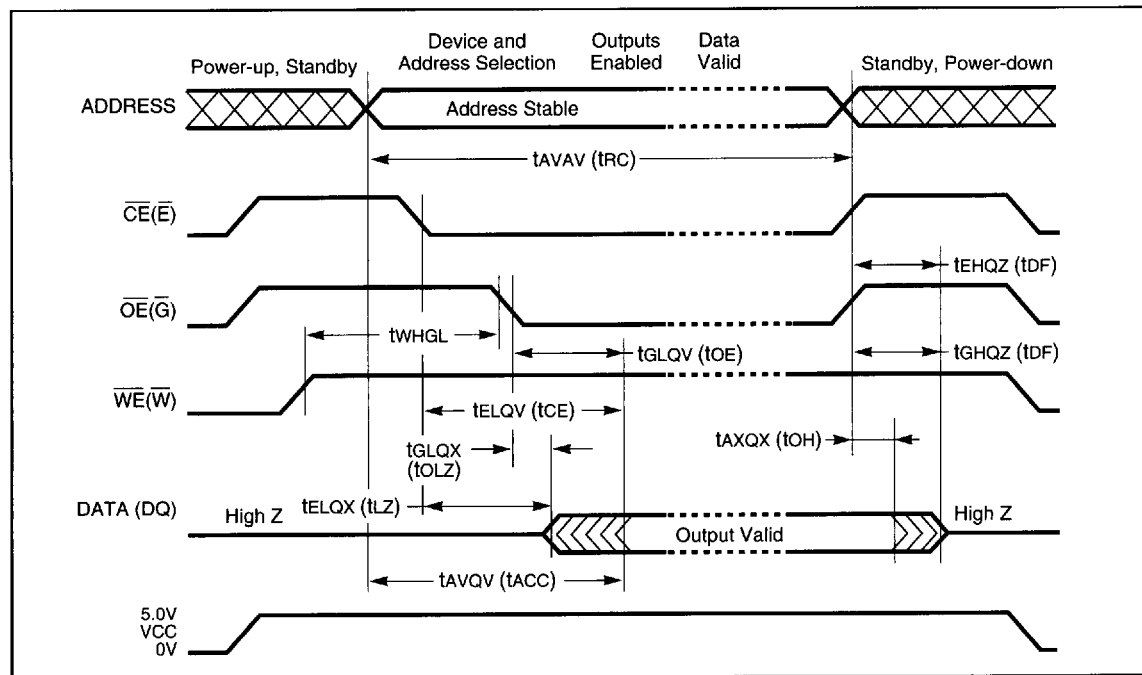 Device and Outputs Data
Power-up, Standby Address Selection Enabled Valid Standby, Power-down
ADDRESS Address Stable
tAVAV (tRC)
CE(E)
tEHQZ (tDF)
OE(G)
tWHGL
tGLQV (tOE) tGHQZ (tDF)
WE(W)
tELQV (tCE)
tGLQX tAXQX (tOH)
(tOLZ)
tELQX (tLZ)
DATA (DQ)
High Z Output Valid High Z
tAVQV (tACC)
5.0V
VCC
0V